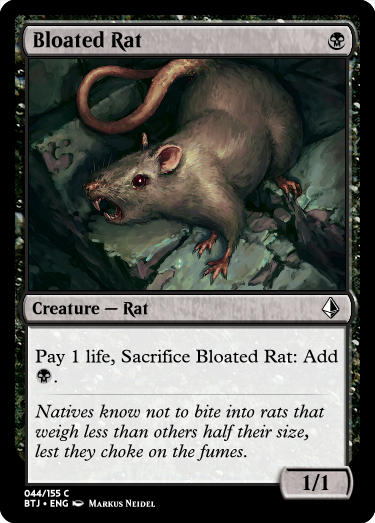 Bloated Rat
Creature — Rat
Pay 1 life, Sacrifice Bloated Rat: Add
.
Natives know not to bite into rats that
weigh less than others half their size,
lest they choke on the fumes.
1/1
044/155 C
BTJ • ENG Markus Neidel